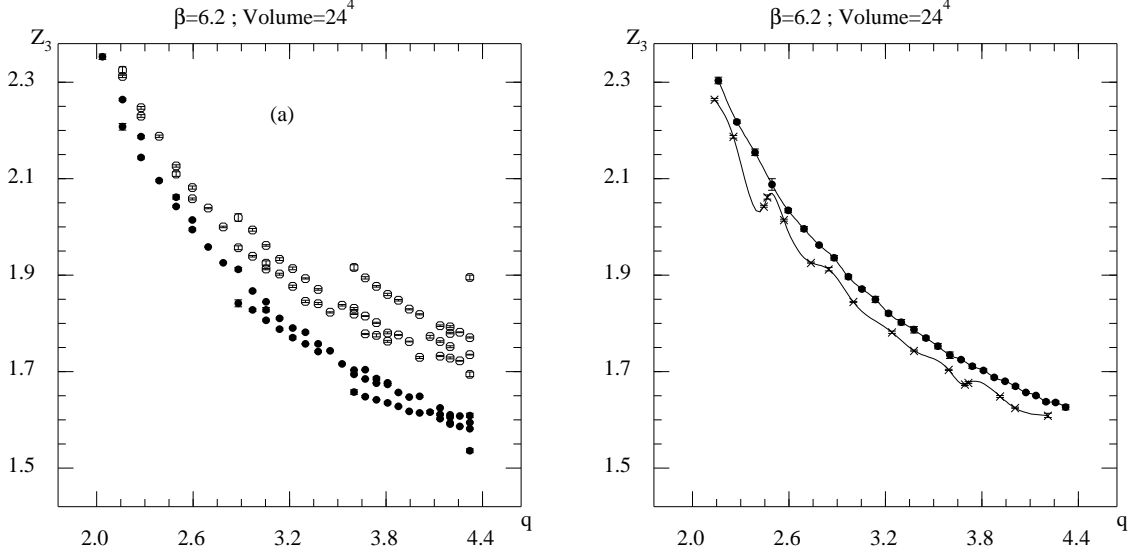 β=6.2 ; Volume=24^4
Z_3
2.3
2.1
1.9
1.7
1.5
(a)
q
2.0 2.6 3.2 3.8 4.4
β=6.2 ; Volume=24^4
Z_3
2.3
2.1
1.9
1.7
1.5
q
2.0 2.6 3.2 3.8 4.4